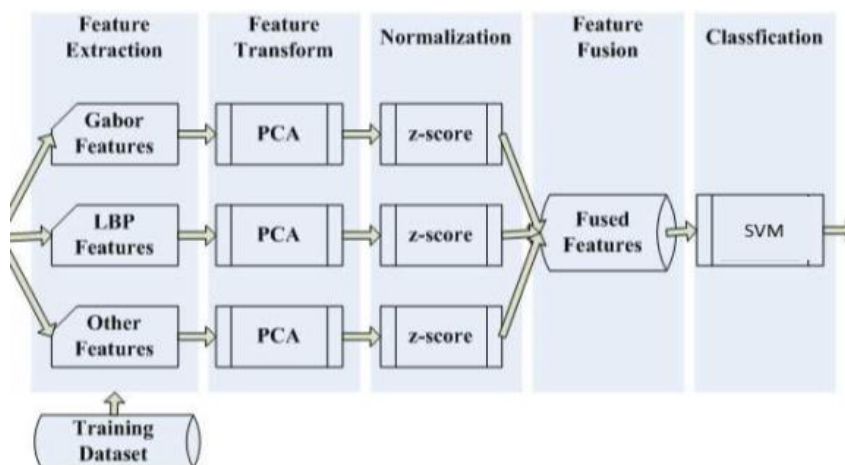 Feature
Extraction
Feature
Transform
Normalization
Feature
Fusion
Classfication
Gabor
Features
PCA
z-score
LBP
Features
PCA
z-score
Fused
Features
SVM
Other
Features
PCA
z-score
Training
Dataset